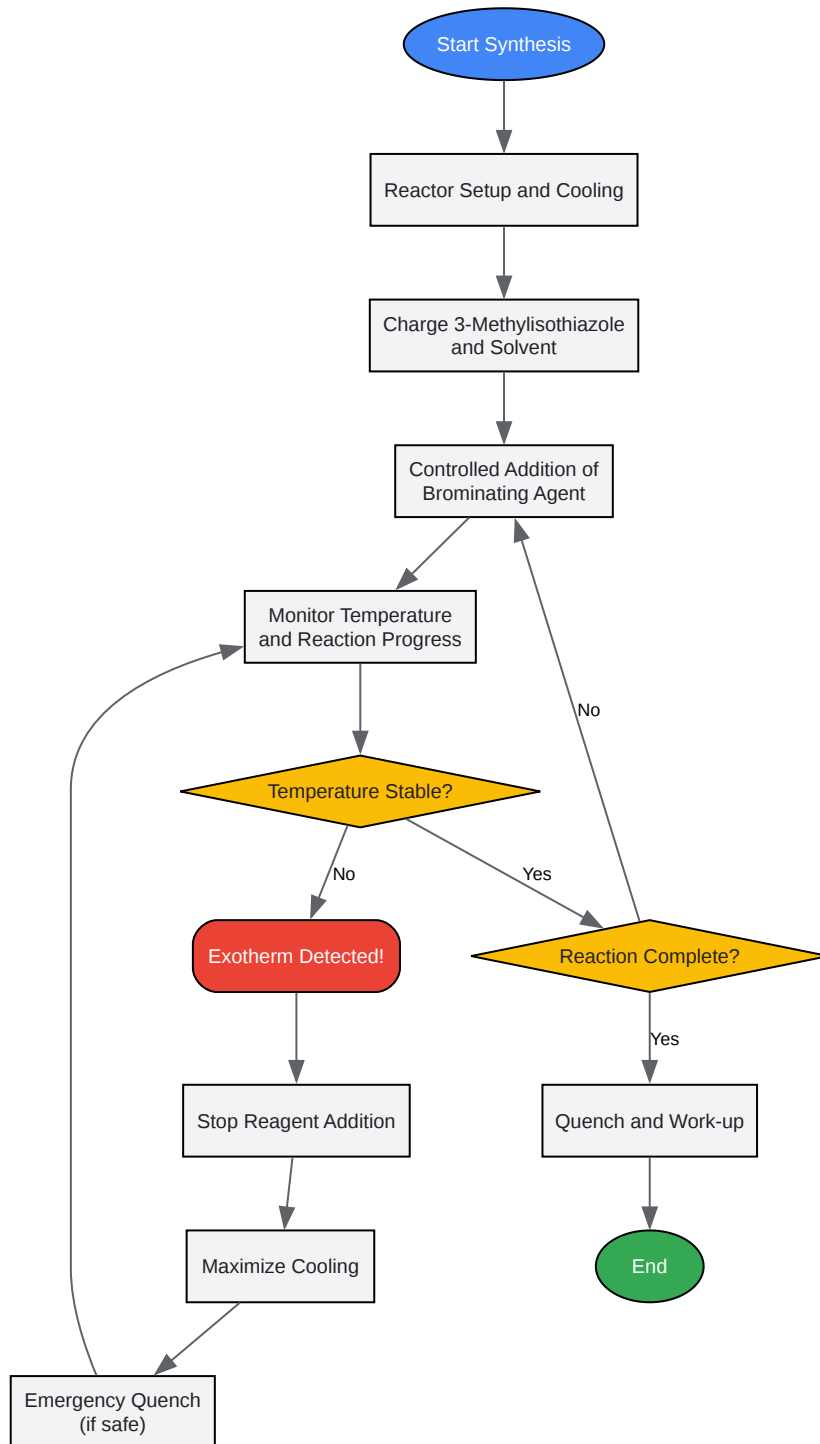 Start Synthesis
Reactor Setup and Cooling
Charge 3-Methylisothiazole
and Solvent
Controlled Addition of
Brominating Agent
Monitor Temperature
and Reaction Progress
No
Temperature Stable?
No
Yes
Exotherm Detected!
Reaction Complete?
Yes
Stop Reagent Addition
Quench and Work-up
Maximize Cooling
End
Emergency Quench
(if safe)